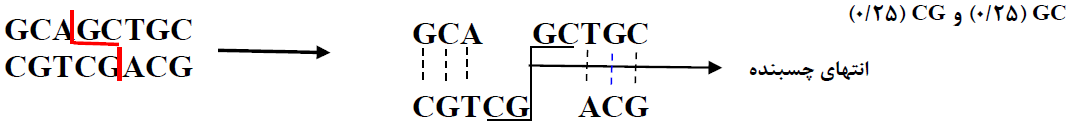 GC (۰/۲۵) و CG (۰/۲۵)
GCAGCTGC
CGTCGACG
GCA GCTGC
CGTCG ACG
انتهای چسبنده